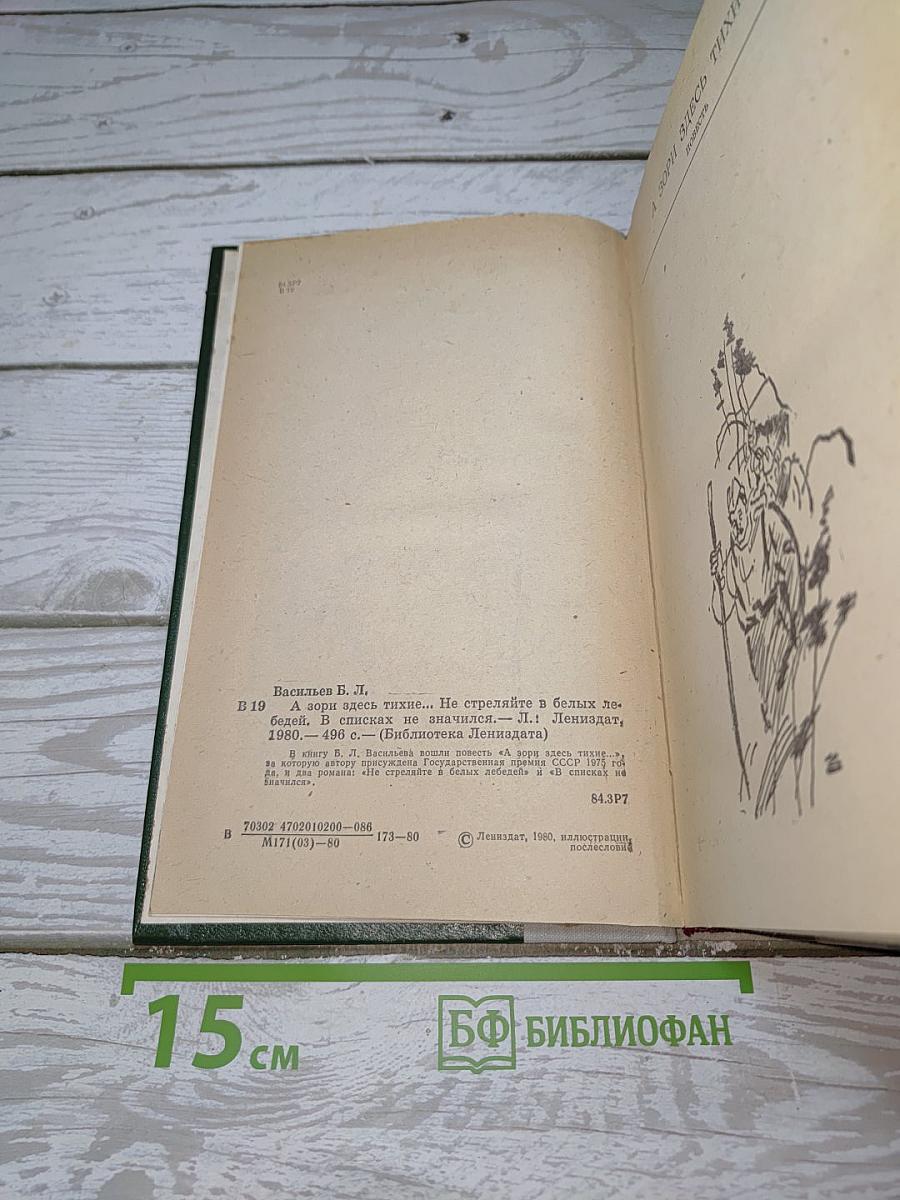 84.3Р7
В 19
Васильев Б. Л.
В 19 А зори здесь тихие... Не стреляйте в белых ле-
бедей. В списках не значился.— Л.: Лениздат,
1980.— 496 с.— (Библиотека Лениздата)
В книгу Б. Л. Васильева вошли повесть «А зори здесь тихие...»,
за которую автору присуждена Государственная премия СССР 1975 го-
да, и два романа: «Не стреляйте в белых лебедей» и «В списках не
значился».
84.3Р7
В 70302 4702010200—086 173—80
М171(03)—80
© Лениздат, 1980, иллюстрации,
послесловие
А ЗОРИ ЗДЕСЬ ТИХИ
ПОВЕСТЬ
15 см
БФ БИБЛИОФАН